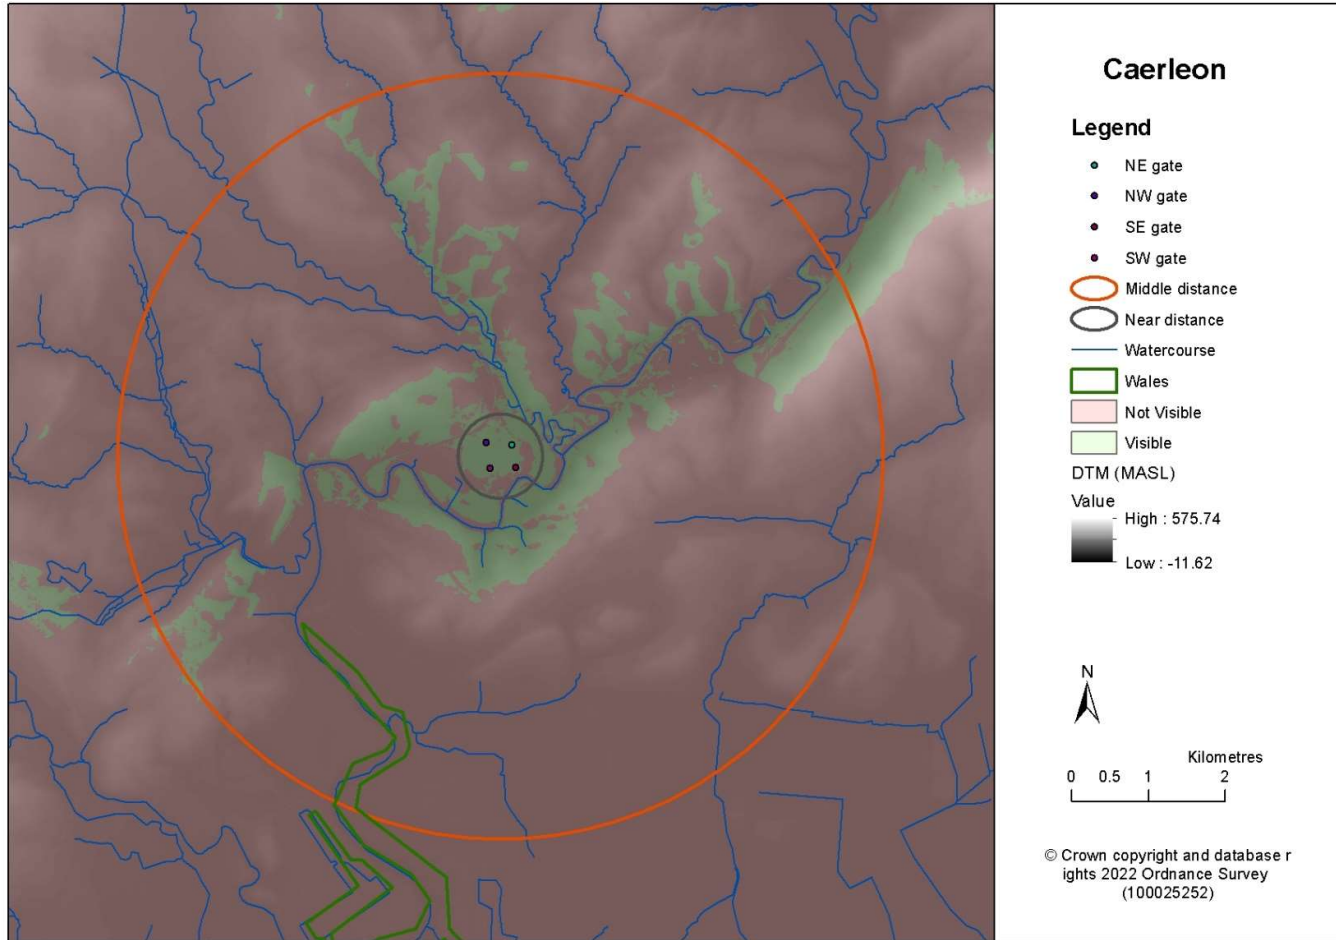 Caerleon
Legend
NE gate
NW gate
SE gate
SW gate
Middle distance
Near distance
Watercourse
Wales
Not Visible
Visible
DTM (MASL)
Value
High : 575.74
Low : -11.62
N
Kilometres
0 0.5 1 2
© Crown copyright and database r
ights 2022 Ordnance Survey
(100025252)